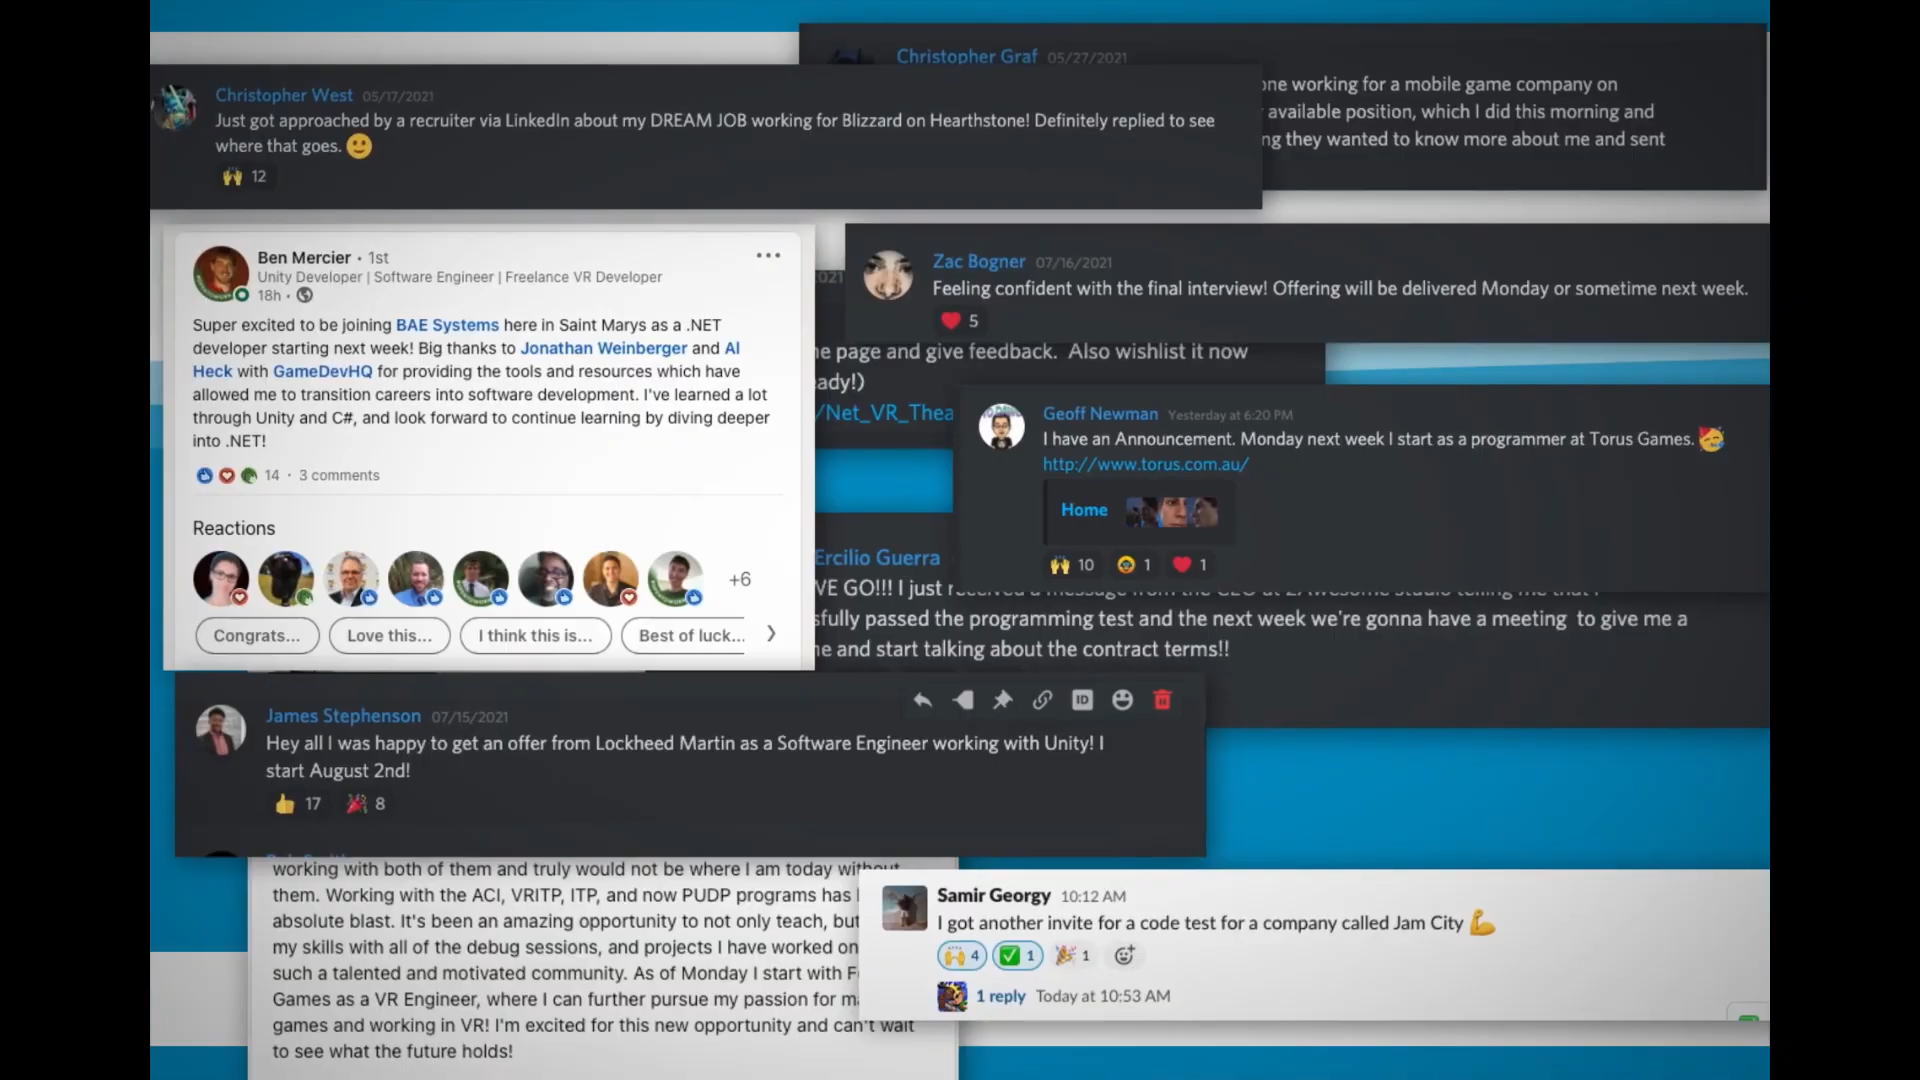 Christopher Graf 05/27/2021
one working for a mobile game company on
available position, which I did this morning and
ng they wanted to know more about me and sent
Christopher West 05/17/2021
Just got approached by a recruiter via LinkedIn about my DREAM JOB working for Blizzard on Hearthstone! Definitely replied to see
where that goes. 🙂
🙌 12
Ben Mercier • 1st
Unity Developer | Software Engineer | Freelance VR Developer
18h •
Super excited to be joining BAE Systems here in Saint Marys as a .NET
developer starting next week! Big thanks to Jonathan Weinberger and Al
Heck with GameDevHQ for providing the tools and resources which have
allowed me to transition careers into software development. I've learned a lot
through Unity and C#, and look forward to continue learning by diving deeper
into .NET!
14 • 3 comments
Reactions
+6
Congrats...
Love this...
I think this is...
Best of luck...
2021
Zac Bogner 07/16/2021
Feeling confident with the final interview! Offering will be delivered Monday or sometime next week.
❤️ 5
e page and give feedback. Also wishlist it now
ady!)
/Net_VR_Thea
Geoff Newman Yesterday at 6:20 PM
I have an Announcement. Monday next week I start as a programmer at Torus Games. 🥳
http://www.torus.com.au/
Home
🙌 10 1 ❤️ 1
Ercilio Guerra
VE GO!!! I just received a message from the CEO at
sfully passed the programming test and the next week we're gonna have a meeting to give me a
e and start talking about the contract terms!!
James Stephenson 07/15/2021
ID
Hey all I was happy to get an offer from Lockheed Martin as a Software Engineer working with Unity! I
start August 2nd!
👍 17 🎉 8
working with both of them and truly would not be where I am today without
them. Working with the ACI, VRITP, ITP, and now PUDP programs has
absolute blast. It's been an amazing opportunity to not only teach, but
my skills with all of the debug sessions, and projects I have worked on
such a talented and motivated community. As of Monday I start with F
Games as a VR Engineer, where I can further pursue my passion for m
games and working in VR! I'm excited for this new opportunity and can't wait
to see what the future holds!
Samir Georgy 10:12 AM
I got another invite for a code test for a company called Jam City 💪
🙌 4 ✅ 1 🎉 1
1 reply Today at 10:53 AM